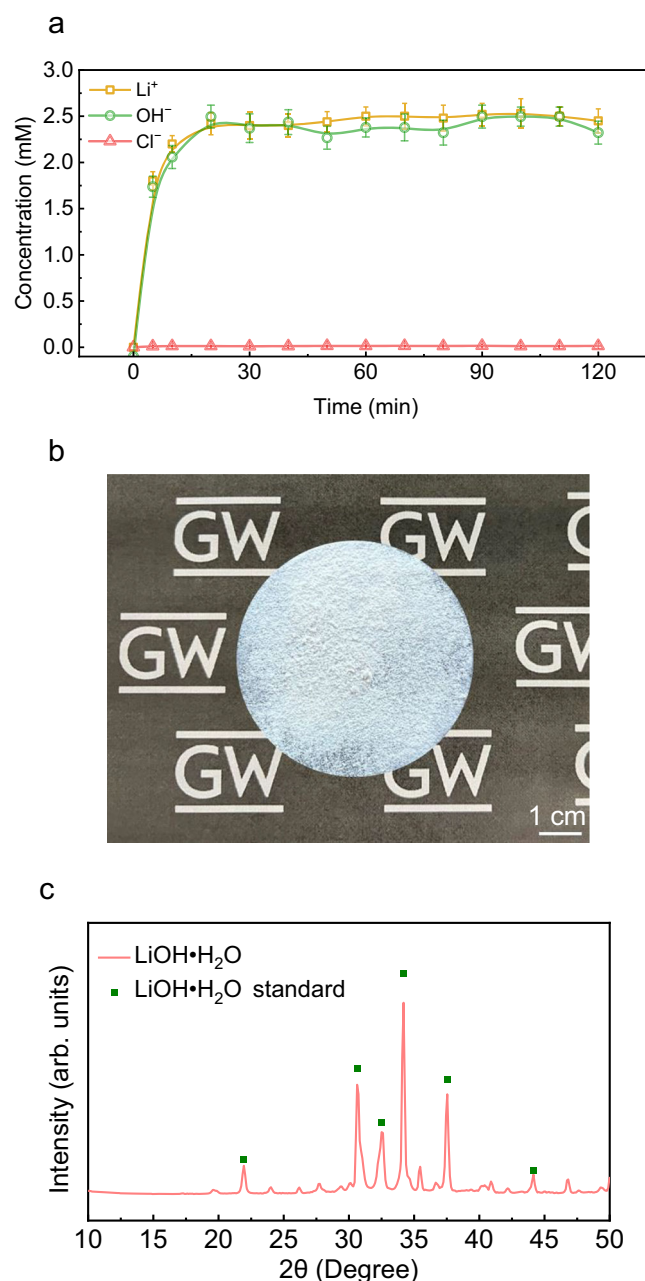 a
3.0
2.5
2.0
1.5
1.0
0.5
0.0
Concentration (mM)
Li⁺
OH⁻
Cl⁻
0
30
60
90
120
Time (min)
b
GW
GW
GW
GW
GW
GW
1 cm
c
Intensity (arb. units)
LiOH•H₂O
LiOH•H₂O standard
10
15
20
25
30
35
40
45
50
2θ (Degree)